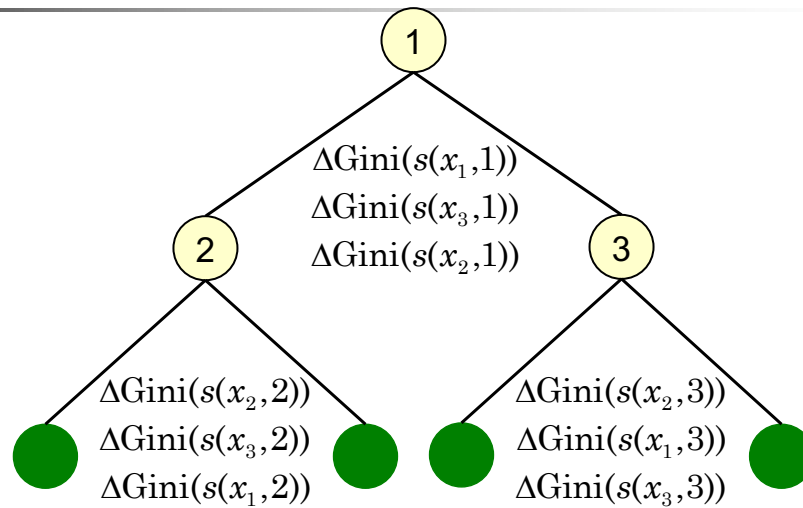 1
ΔGini(s(x₁,1))
ΔGini(s(x₃,1))
ΔGini(s(x₂,1))
2
3
ΔGini(s(x₂,2))
ΔGini(s(x₃,2))
ΔGini(s(x₁,2))
ΔGini(s(x₂,3))
ΔGini(s(x₁,3))
ΔGini(s(x₃,3))